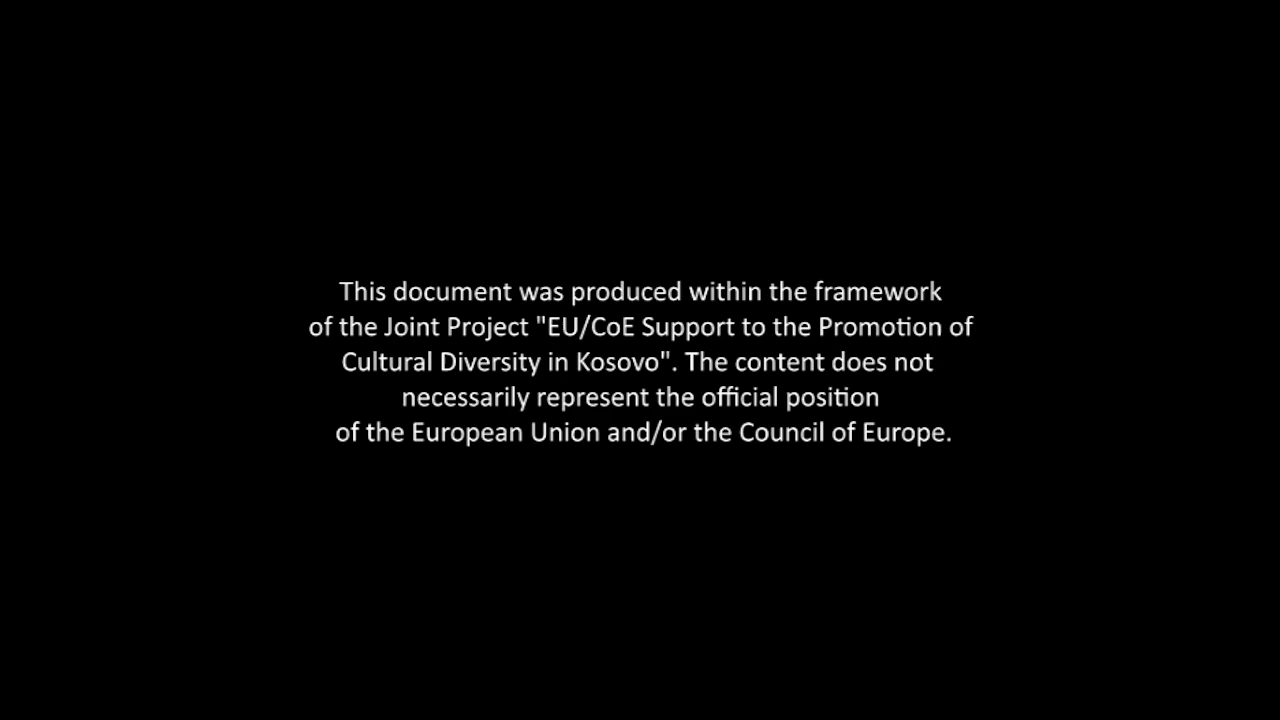 This document was produced within the framework
of the Joint Project "EU/CoE Support to the Promotion of
Cultural Diversity in Kosovo". The content does not
necessarily represent the official position
of the European Union and/or the Council of Europe.